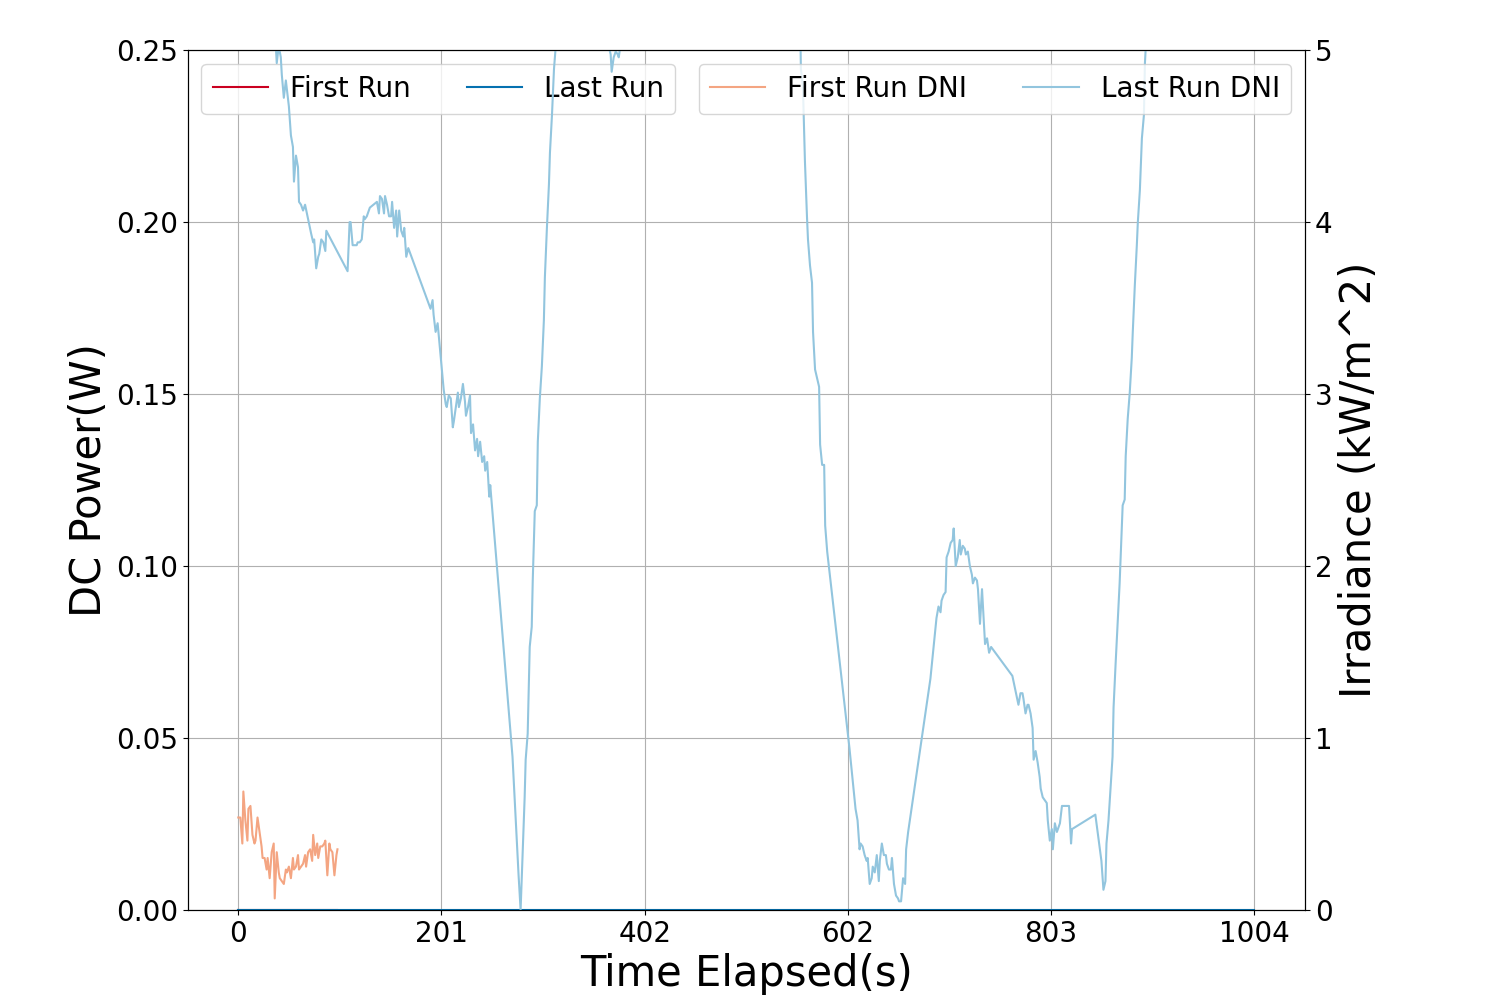 First Run
Last Run
First Run DNI
Last Run DNI
0.25
0.20
0.15
0.10
0.05
0.00
DC Power(W)
5
4
3
2
1
0
Irradiance (kW/m^2)
0 201 402 602 803 1004
Time Elapsed(s)